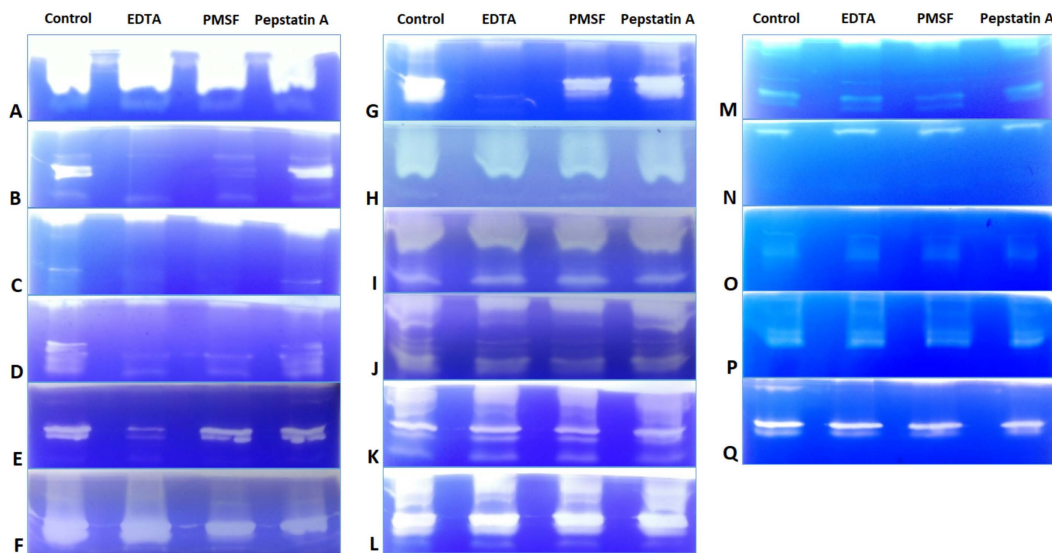 Control EDTA PMSF Pepstatin A
A
B
C
D
E
F
Control EDTA PMSF Pepstatin A
G
H
I
J
K
L
Control EDTA PMSF Pepstatin A
M
N
O
P
Q